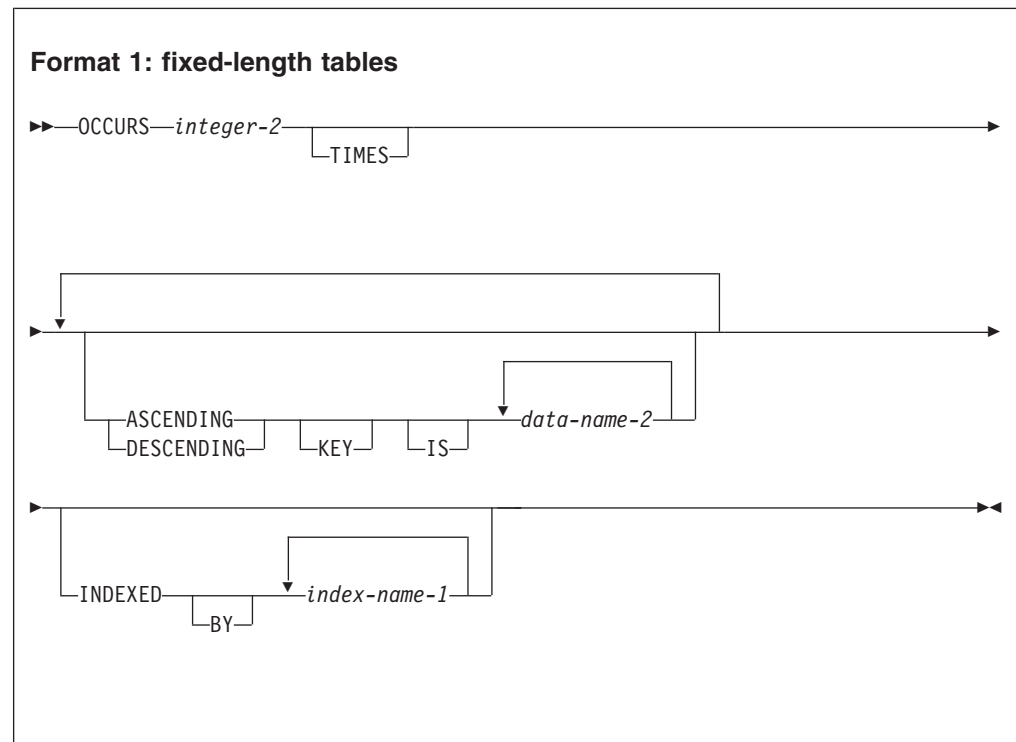 Format 1: fixed-length tables
OCCURS integer-2
TIMES
ASCENDING data-name-2
DESCENDING KEY IS
INDEXED index-name-1
BY